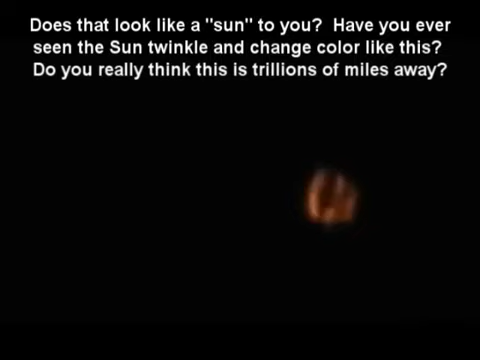 Does that look like a "sun" to you?  Have you ever
seen the Sun twinkle and change color like this?
Do you really think this is trillions of miles away?